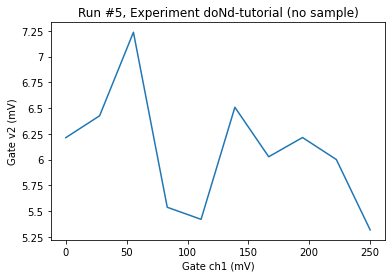 Run #5, Experiment doNd-tutorial (no sample)
Gate v2 (mV)
7.25
7
6.75
6.5
6.25
6
5.75
5.5
5.25
0 50 100 150 200 250
Gate ch1 (mV)